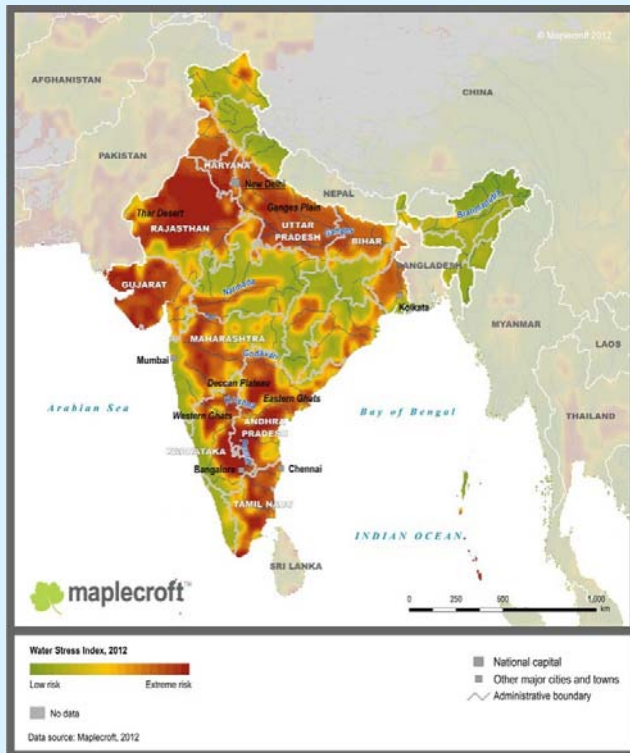 © Maplecroft 2012
AFGHANISTAN
CHINA
PAKISTAN
HARYANA
New Delhi
NEPAL
Brahmaputra
Thar Desert
Ganges Plain
RAJASTHAN
UTTAR
PRADESH
Ganges
BIHAR
BANGLADESH
GUJARAT
Narmada
Kolkata
MYANMAR
LAOS
MAHARASHTRA
Mumbai
Godavari
Deccan Plateau
Eastern Ghats
Arabian Sea
Bay of Bengal
THAILAND
Western Ghats
ANDHRA
PRADESH
KARNATAKA
Bangalore
Chennai
TAMIL NADU
INDIAN OCEAN
SRI LANKA
maplecroft™
0 250 500 1,000
km
Water Stress Index, 2012
Low risk Extreme risk
No data
Data source: Maplecroft, 2012
National capital
Other major cities and towns
Administrative boundary